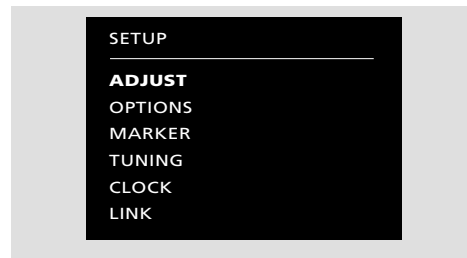 SETUP
ADJUST
OPTIONS
MARKER
TUNING
CLOCK
LINK